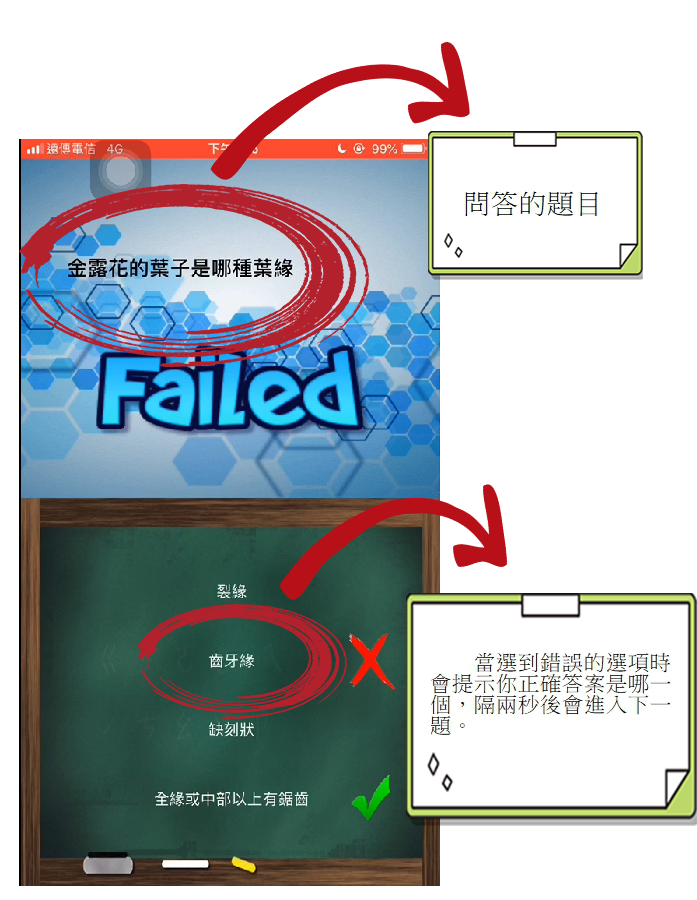 遠傳電信 4G 下午 99%
問答的題目
金露花的葉子是哪種葉緣
Failed
裂緣
齒牙緣
缺刻狀
全緣或中部以上有鋸齒
當選到錯誤的選項時
會提示你正確答案是哪一
個，隔兩秒後會進入下一
題。